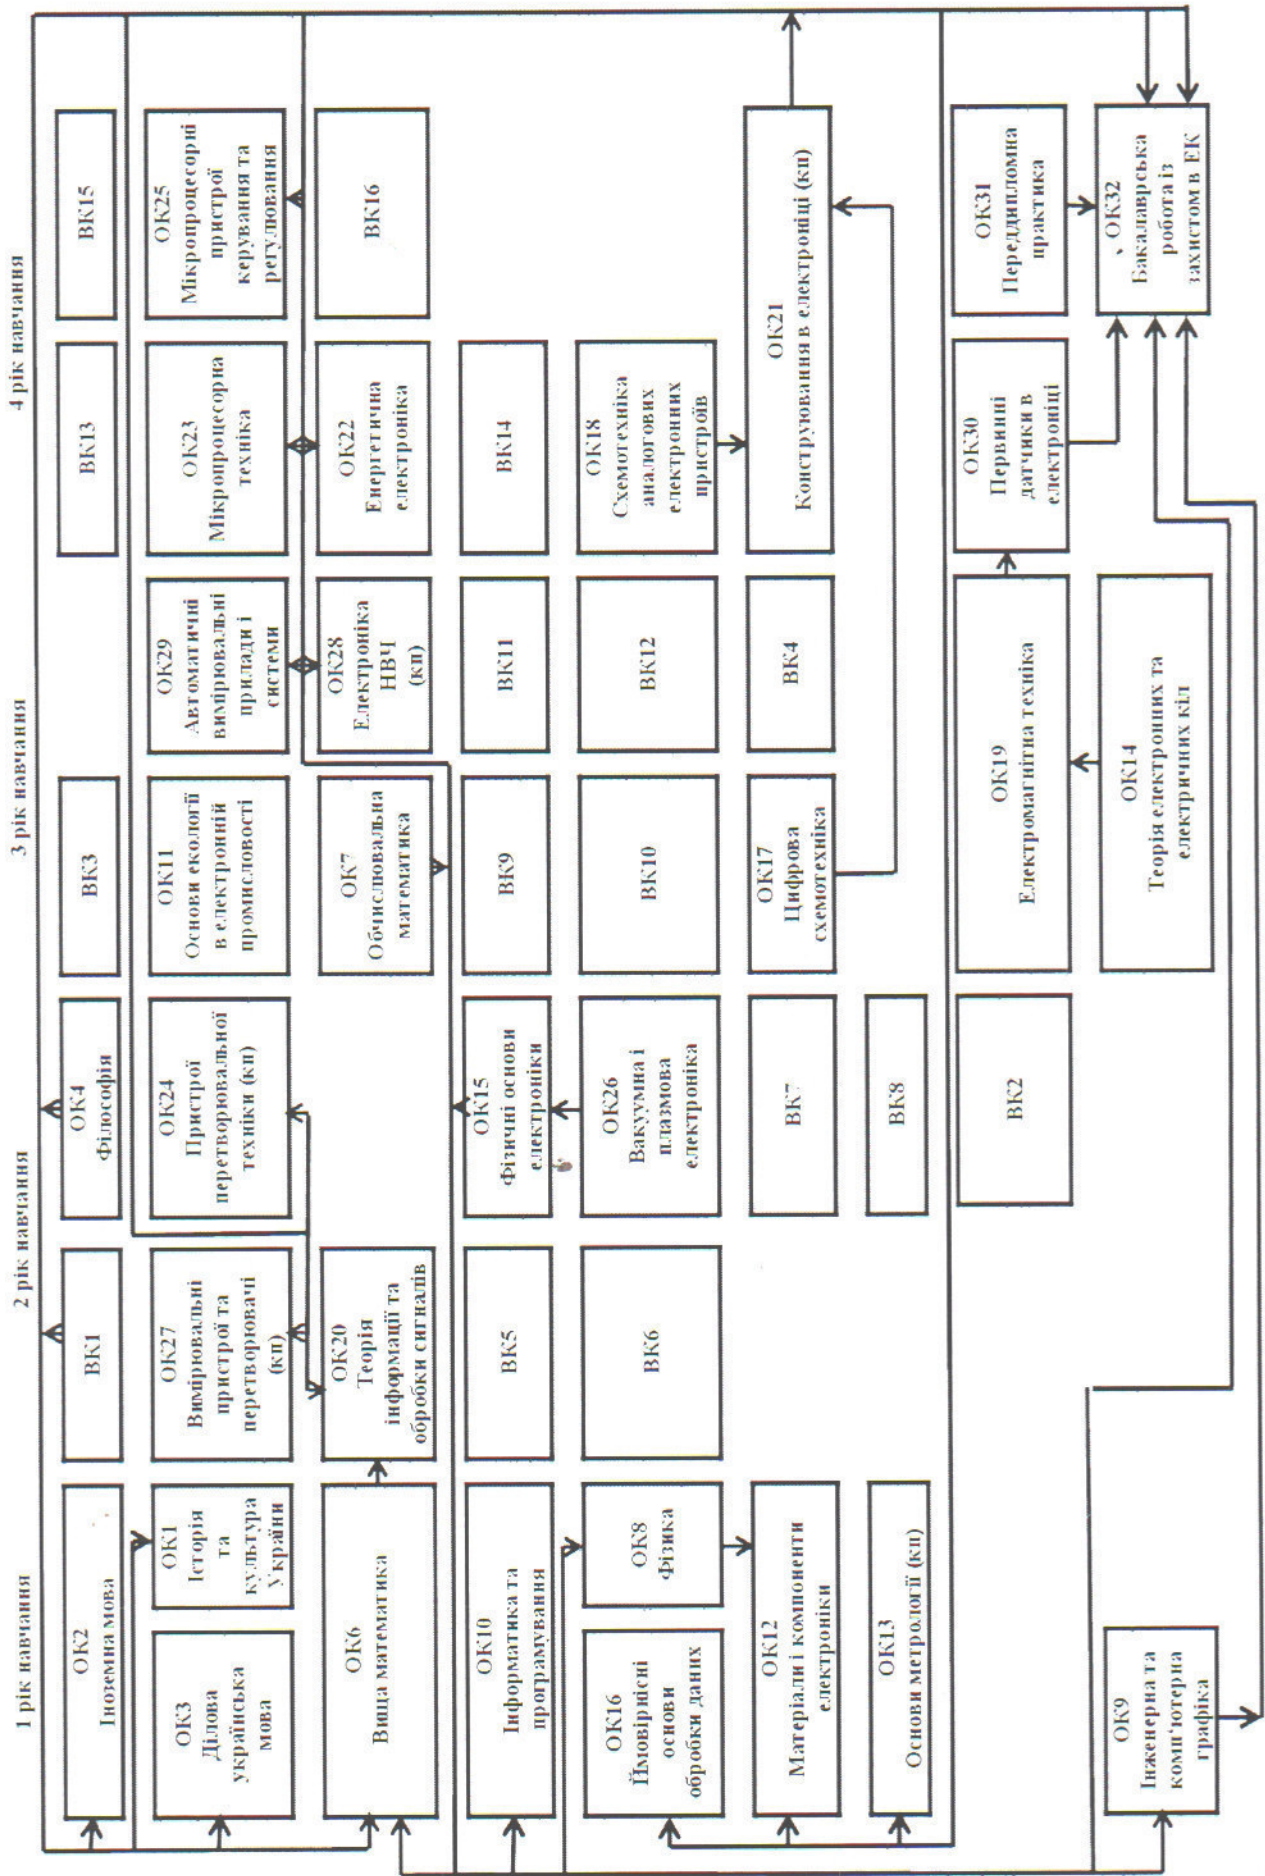 1 рік навчання
2 рік навчання
3 рік навчання
4 рік навчання
ОК2
Іноземна мова
ВК1
ОК4
Філософія
ВК3
ВК13
ВК15
ОК3
Ділова
українська
мова
ОК1
Історія
та
культура
України
ОК27
Вимірювальні
пристрої та
перетворювачі
(кп)
ОК24
Пристрої
перетворювальної
техніки (кп)
ОК11
Основи екології
в електронній
промисловості
ОК29
Автоматичні
вимірювальні
прилади і
системи
ОК23
Мікропроцесорна
техніка
ОК25
Мікропроцесорні
пристрої
керування та
регулювання
ОК6
Вища математика
ОК20
Теорія
інформації та
обробки сигналів
ОК7
Обчислювальна
математика
ОК28
Електроніка
НВЧ
(кп)
ОК22
Енергетична
електроніка
ВК16
ОК10
Інформатика та
програмування
ВК5
ОК15
Фізичні основи
електроніки
ВК9
ВК11
ВК14
ОК16
Ймовірнісні
основи
обробки даних
ОК8
Фізика
ВК6
ОК26
Вакуумна і
плазмова
електроніка
ВК10
ВК12
ОК18
Схемотехніка
аналогових
електронних
пристроїв
ОК12
Матеріали і компоненти
електроніки
ВК7
ОК17
Цифрова
схемотехніка
ВК4
ОК21
Конструювання в електроніці (кп)
ОК13
Основи метрології (кп)
ВК8
ВК2
ОК19
Електромагнітна техніка
ОК30
Первинні
датчики в
електроніці
ОК31
Переддипломна
практика
ОК9
Інженерна та
комп'ютерна
графіка
ОК14
Теорія електронних та
електричних кіл
ОК32
Бакалаврська
робота із
захистом в ЕК